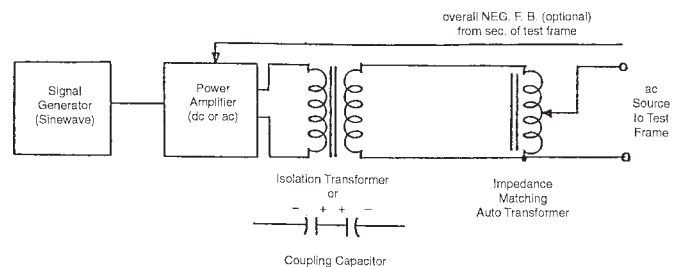 overall NEG. F. B. (optional)
from sec. of test frame
Signal
Generator
(Sinewave)
Power
Amplifier
(dc or ac)
ac
Source
to Test
Frame
Isolation Transformer
or
− + + −
Coupling Capacitor
Impedance
Matching
Auto Transformer